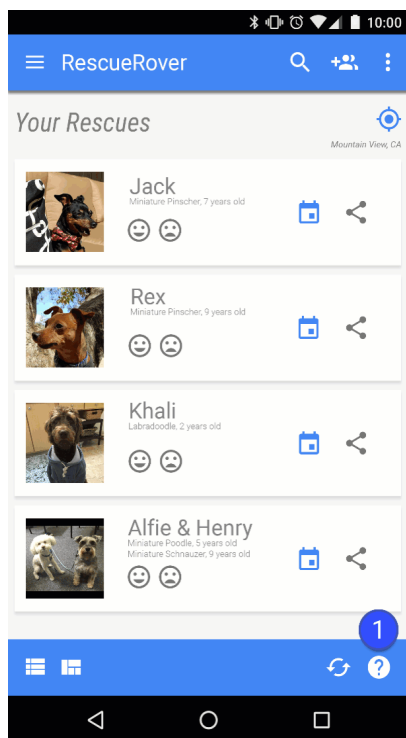 10:00
RescueRover
Your Rescues
Mountain View, CA
Jack
Miniature Pinscher, 7 years old
Rex
Miniature Pinscher, 9 years old
Khali
Labradoodle, 2 years old
Alfie & Henry
Miniature Poodle, 5 years old
Miniature Schnauzer, 9 years old
1
?